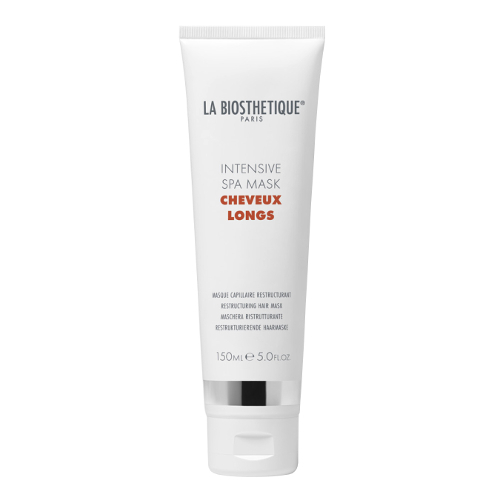 LA BIOSTHETIQUE®
PARIS
INTENSIVE
SPA MASK
CHEVEUX
LONGS
MASQUE CAPILLAIRE RESTRUCTURANT
RESTRUCTURING HAIR MASK
MASCHERA RISTRUTTURANTE
RESTRUKTURIERENDE HAARMASKE
150ML ℮ 5.0FL.OZ.